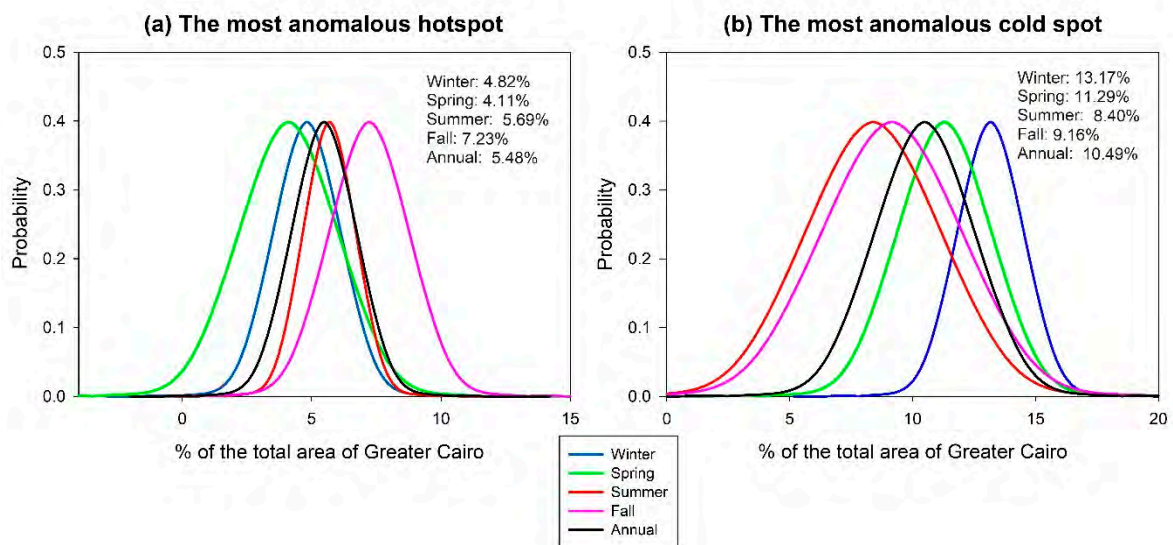 (a) The most anomalous hotspot
0.5
0.4
0.3
0.2
0.1
0.0
Probability
Winter: 4.82%
Spring: 4.11%
Summer: 5.69%
Fall: 7.23%
Annual: 5.48%
0 5 10 15
% of the total area of Greater Cairo
(b) The most anomalous cold spot
0.5
0.4
0.3
0.2
0.1
0.0
Probability
Winter: 13.17%
Spring: 11.29%
Summer: 8.40%
Fall: 9.16%
Annual: 10.49%
0 5 10 15 20
% of the total area of Greater Cairo
Winter
Spring
Summer
Fall
Annual